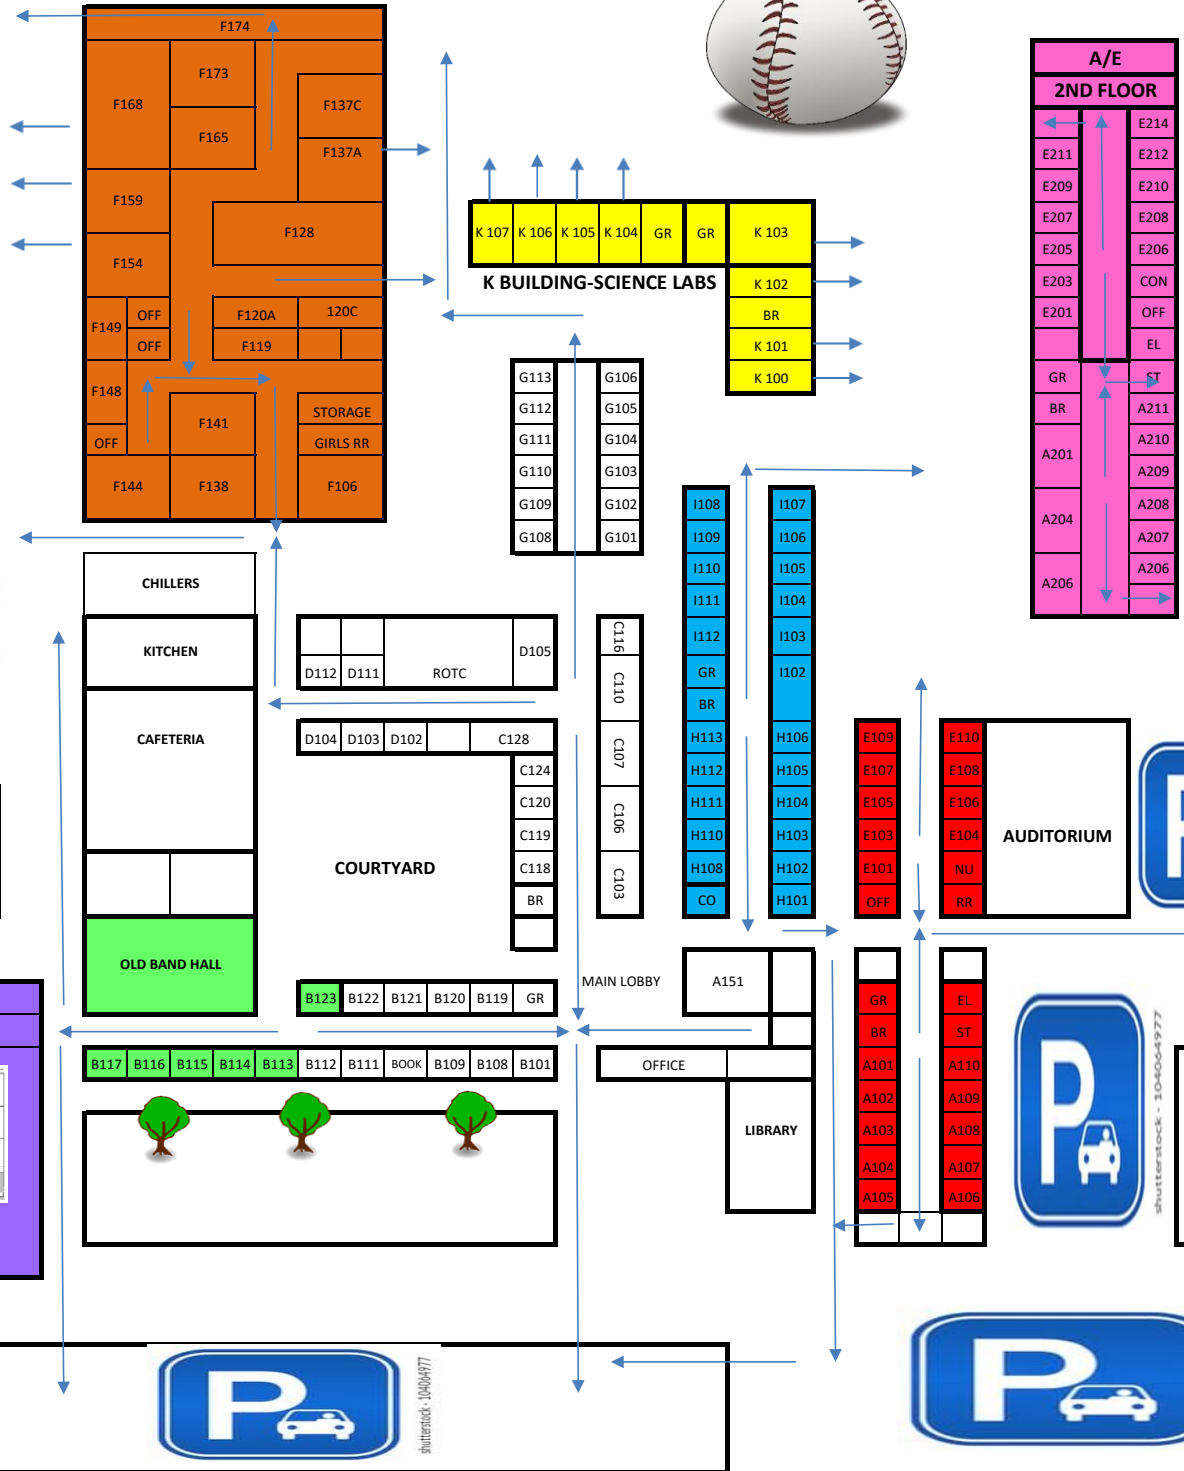 F174
F173
F168
F137C
F165
F137A
F159
F128
F154
F149
OFF
F120A
120C
OFF
F119
F148
F141
STORAGE
OFF
GIRLS RR
F144
F138
F106
K 107
K 106
K 105
K 104
GR
GR
K 103
K BUILDING-SCIENCE LABS
K 102
BR
K 101
K 100
A/E
2ND FLOOR
E214
E211
E212
E209
E210
E207
E208
E205
E206
E203
CON
E201
OFF
EL
GR
ST
BR
A211
A201
A210
A209
A204
A208
A207
A206
A206
G113
G106
G112
G105
G111
G104
G110
G103
G109
G102
G108
G101
I108
I107
I109
I106
I110
I105
I111
I104
I112
I103
GR
I102
BR
H113
H106
H112
H105
H111
H104
H110
H103
H108
H102
CO
H101
CHILLERS
KITCHEN
CAFETERIA
OLD BAND HALL
D112
D111
ROTC
D105
D104
D103
D102
C128
C124
C120
C119
C118
BR
COURTYARD
C116
C110
C107
C106
C103
E109
E110
E107
E108
E105
E106
E103
E104
E101
NU
OFF
RR
AUDITORIUM
MAIN LOBBY
A151
B123
B122
B121
B120
B119
GR
B117
B116
B115
B114
B113
B112
B111
BOOK
B109
B108
B101
OFFICE
LIBRARY
GR
EL
BR
ST
A101
A110
A102
A109
A103
A108
A104
A107
A105
A106
P
P
shutterstock · 104064977
P
shutterstock · 104064977
P